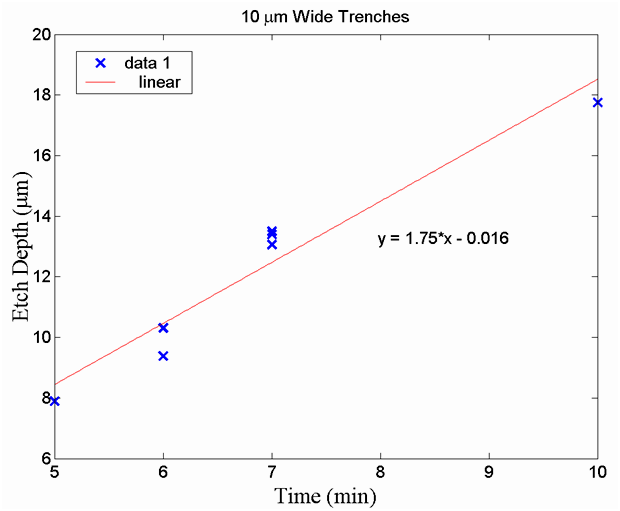 10 μm Wide Trenches
20
18
16
14
12
10
8
6
Etch Depth (μm)
data 1
linear
y = 1.75*x - 0.016
5 6 7 8 9 10
Time (min)